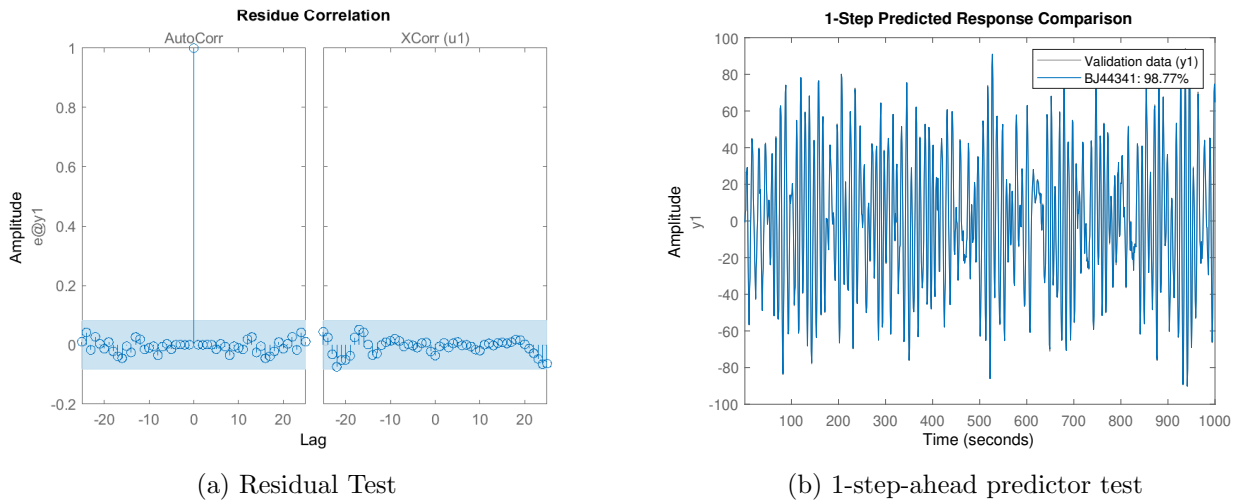 Residue Correlation
AutoCorr
XCorr (u1)
Amplitude
e@y1
1
0.8
0.6
0.4
0.2
0
-0.2
-20 -10 0 10 20
-20 -10 0 10 20
Lag
(a) Residual Test
1-Step Predicted Response Comparison
Validation data (y1)
BJ44341: 98.77%
Amplitude
y1
100
80
60
40
20
0
-20
-40
-60
-80
-100
100 200 300 400 500 600 700 800 900 1000
Time (seconds)
(b) 1-step-ahead predictor test